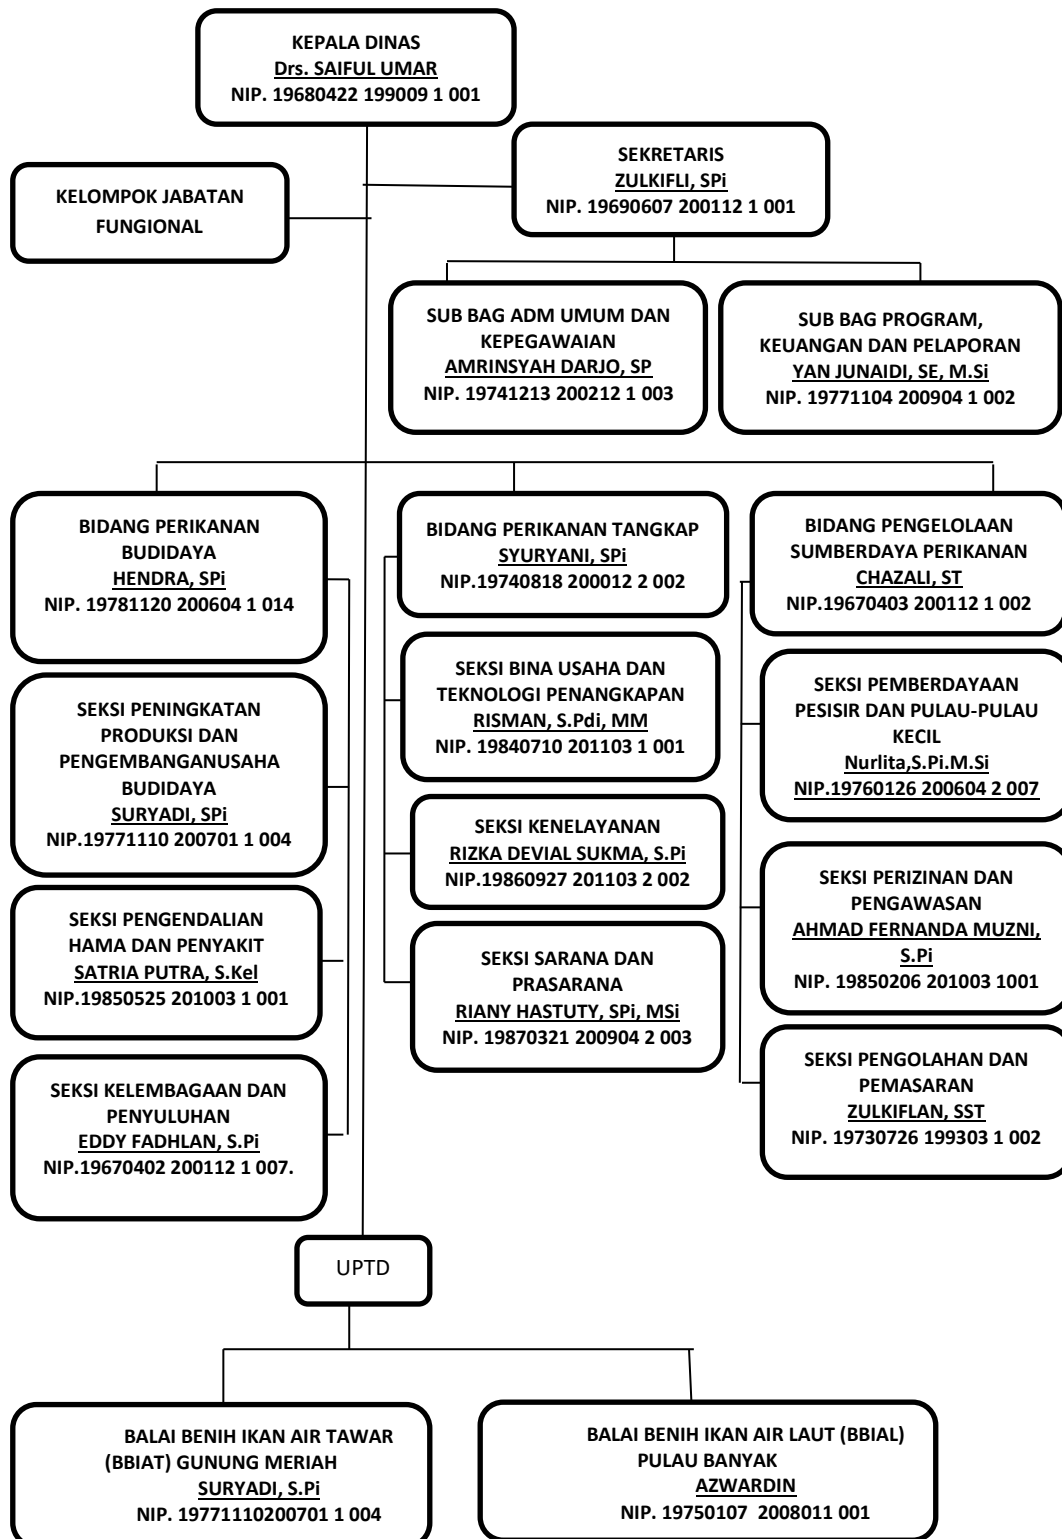 KEPALA DINAS
Drs. SAIFUL UMAR
NIP. 19680422 199009 1 001
SEKRETARIS
ZULKIFLI, SPi
NIP. 19690607 200112 1 001
KELOMPOK JABATAN
FUNGIONAL
SUB BAG ADM UMUM DAN
KEPEGAWAIAN
AMRINSYAH DARJO, SP
NIP. 19741213 200212 1 003
SUB BAG PROGRAM,
KEUANGAN DAN PELAPORAN
YAN JUNAIDI, SE, M.Si
NIP. 19771104 200904 1 002
BIDANG PERIKANAN
BUDIDAYA
HENDRA, SPi
NIP. 19781120 200604 1 014
BIDANG PERIKANAN TANGKAP
SYURYANI, SPi
NIP.19740818 200012 2 002
BIDANG PENGELOLAAN
SUMBERDAYA PERIKANAN
CHAZALI, ST
NIP.19670403 200112 1 002
SEKSI PENINGKATAN
PRODUKSI DAN
PENGEMBANGANUSAHA
BUDIDAYA
SURYADI, SPi
NIP.19771110 200701 1 004
SEKSI BINA USAHA DAN
TEKNOLOGI PENANGKAPAN
RISMAN, S.Pdi, MM
NIP. 19840710 201103 1 001
SEKSI PEMBERDAYAAN
PESISIR DAN PULAU-PULAU
KECIL
Nurlita,S.Pi.M.Si
NIP.19760126 200604 2 007
SEKSI PENGENDALIAN
HAMA DAN PENYAKIT
SATRIA PUTRA, S.Kel
NIP.19850525 201003 1 001
SEKSI KENELAYANAN
RIZKA DEVIAL SUKMA, S.Pi
NIP.19860927 201103 2 002
SEKSI PERIZINAN DAN
PENGAWASAN
AHMAD FERNANDA MUZNI,
S.Pi
NIP. 19850206 201003 1001
SEKSI KELEMBAGAAN DAN
PENYULUHAN
EDDY FADHLAN, S.Pi
NIP.19670402 200112 1 007.
SEKSI SARANA DAN
PRASARANA
RIANY HASTUTY, SPi, MSi
NIP. 19870321 200904 2 003
SEKSI PENGOLAHAN DAN
PEMASARAN
ZULKIFLAN, SST
NIP. 19730726 199303 1 002
UPTD
BALAI BENIH IKAN AIR TAWAR
(BBIAT) GUNUNG MERIAH
SURYADI, S.Pi
NIP. 19771110200701 1 004
BALAI BENIH IKAN AIR LAUT (BBIAL)
PULAU BANYAK
AZWARDIN
NIP. 19750107 2008011 001